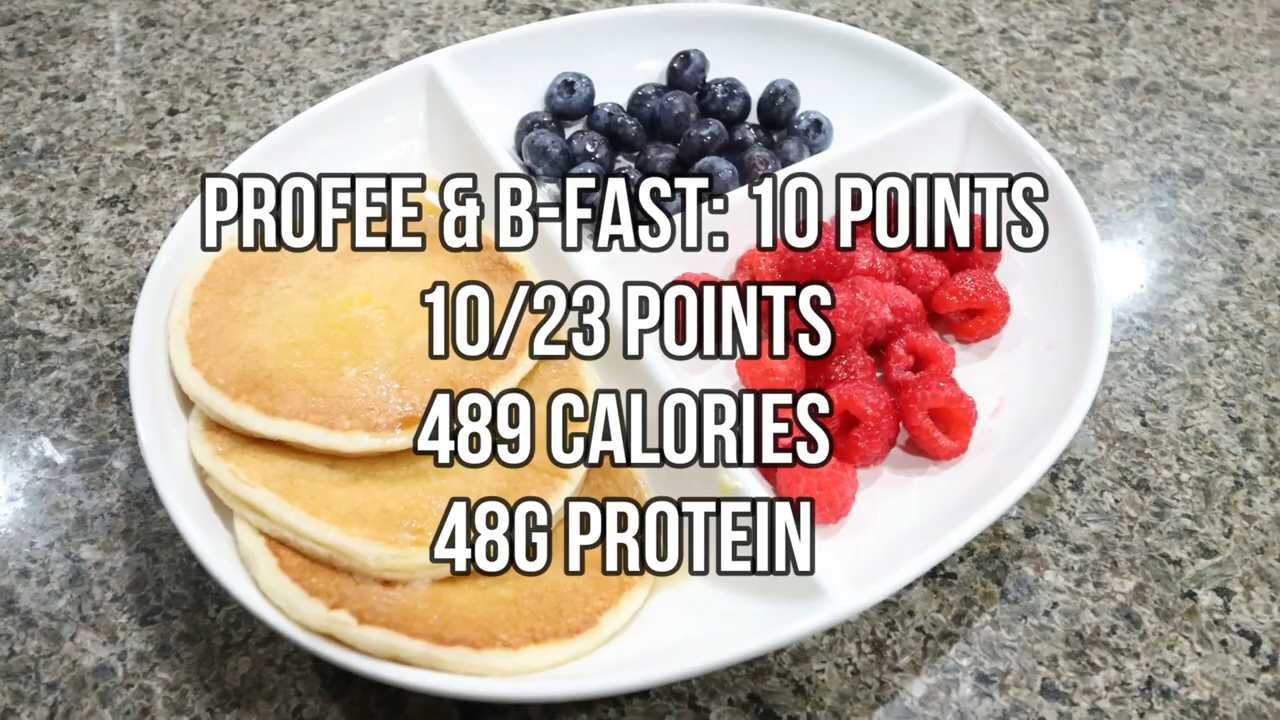 PROFEE & B-FAST: 10 POINTS
10/23 POINTS
489 CALORIES
48G PROTEIN